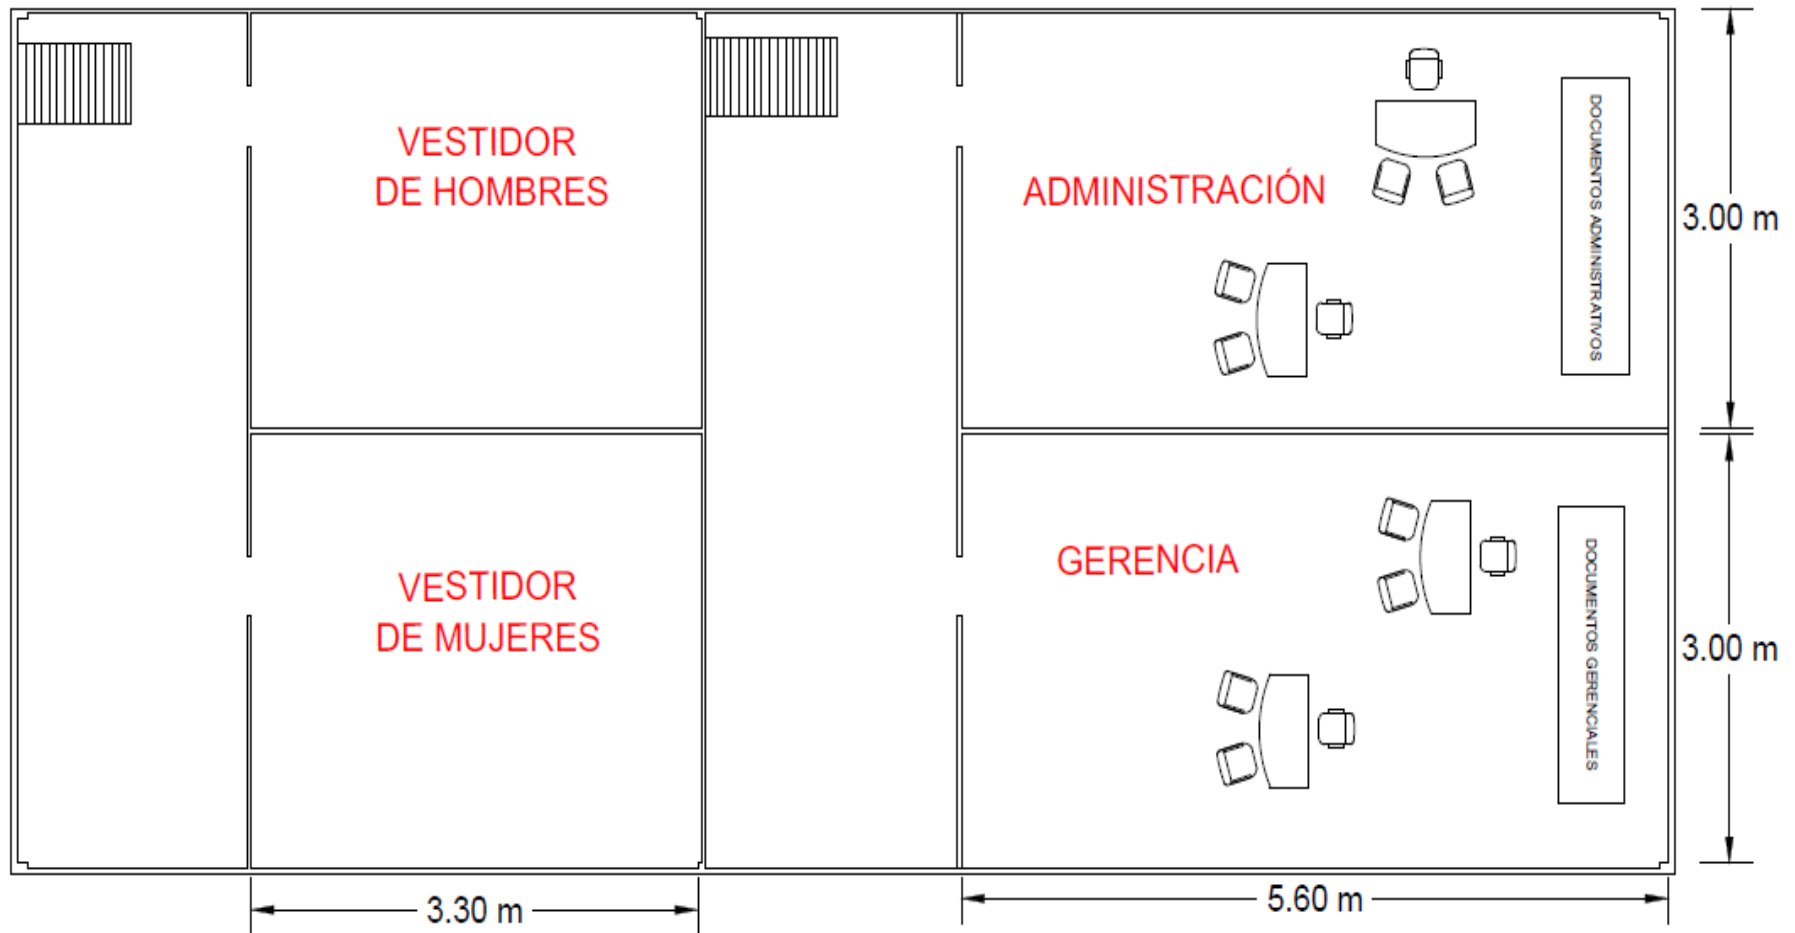 VESTIDOR
DE HOMBRES
ADMINISTRACIÓN
DOCUMENTOS ADMINISTRATIVOS
3.00 m
VESTIDOR
DE MUJERES
GERENCIA
DOCUMENTOS GERENCIALES
3.00 m
3.30 m
5.60 m